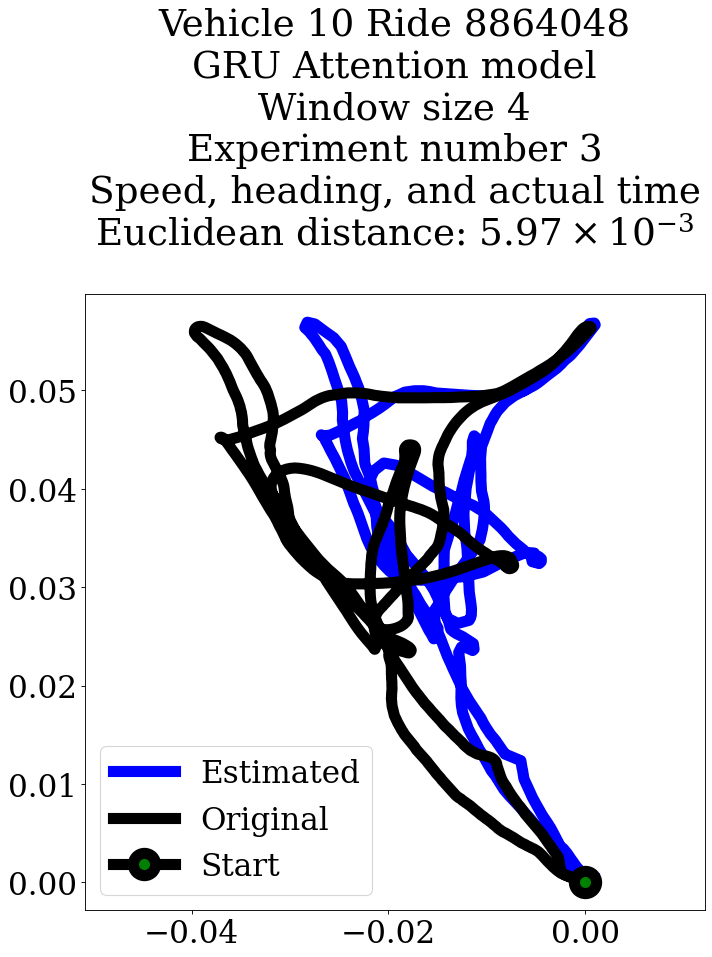 Vehicle 10 Ride 8864048
GRU Attention model
Window size 4
Experiment number 3
Speed, heading, and actual time
Euclidean distance: 5.97 × 10⁻³
0.05
0.04
0.03
0.02
0.01
0.00
Estimated
Original
Start
−0.04 −0.02 0.00